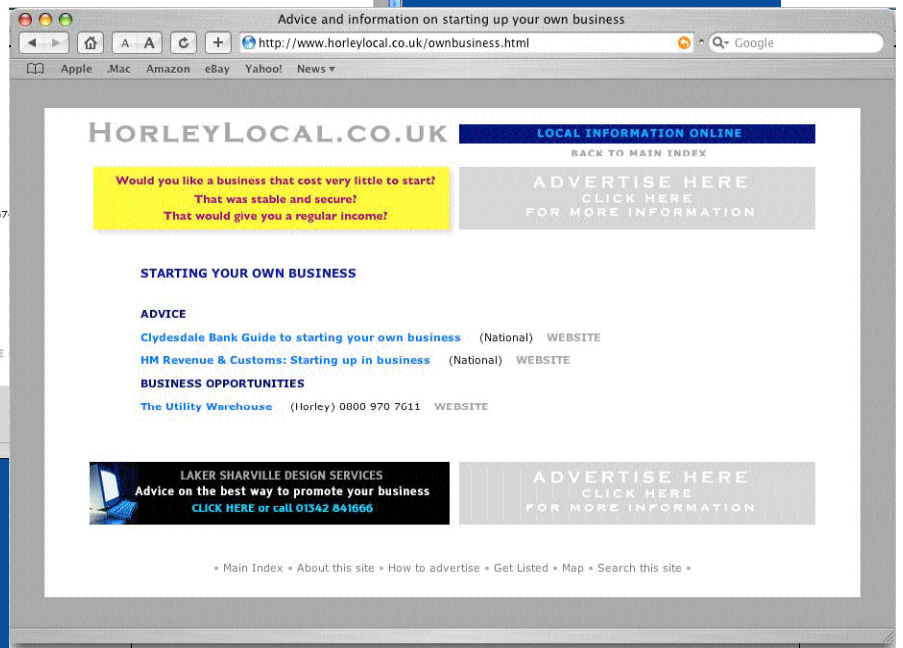 Advice and information on starting up your own business
A A + http://www.horleylocal.co.uk/ownbusiness.html Google
Apple .Mac Amazon eBay Yahoo! News
HORLEYLOCAL.CO.UK
LOCAL INFORMATION ONLINE
BACK TO MAIN INDEX
Would you like a business that cost very little to start?
That was stable and secure?
That would give you a regular income?
ADVERTISE HERE
CLICK HERE
FOR MORE INFORMATION
STARTING YOUR OWN BUSINESS
ADVICE
Clydesdale Bank Guide to starting your own business (National) WEBSITE
HM Revenue & Customs: Starting up in business (National) WEBSITE
BUSINESS OPPORTUNITIES
The Utility Warehouse (Horley) 0800 970 7611 WEBSITE
LAKER SHARVILLE DESIGN SERVICES
Advice on the best way to promote your business
CLICK HERE or call 01342 841666
ADVERTISE HERE
CLICK HERE
FOR MORE INFORMATION
• Main Index • About this site • How to advertise • Get Listed • Map • Search this site •